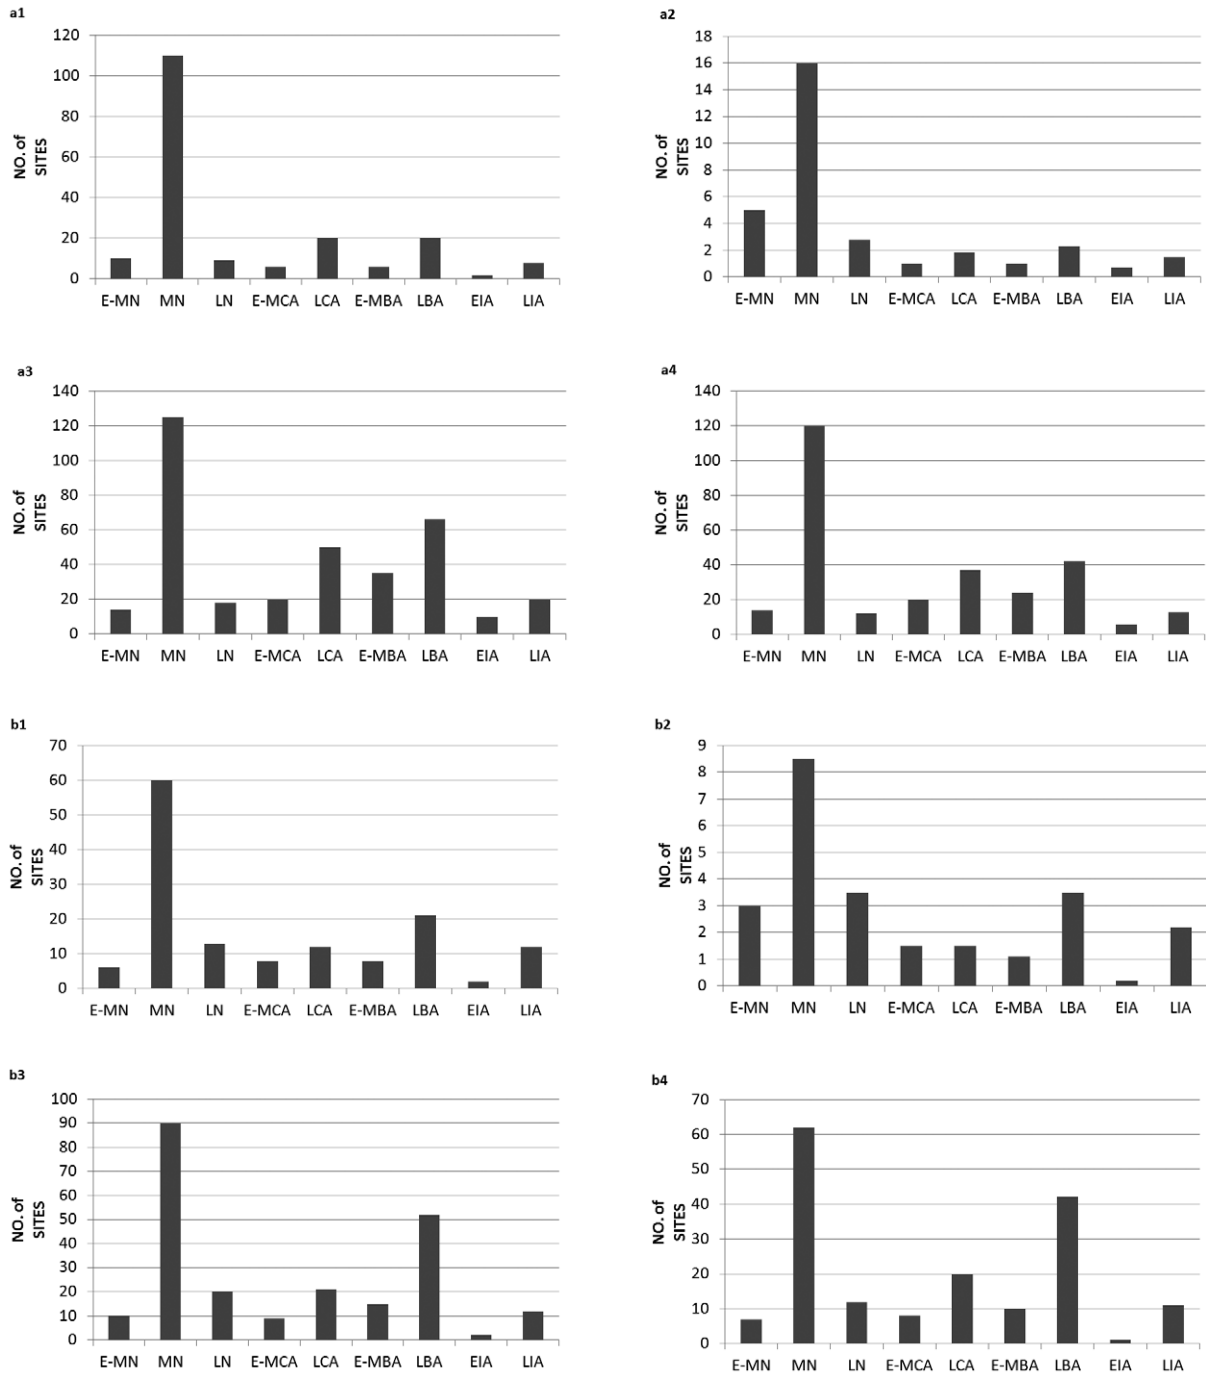 a1
120
100
80
60
40
20
0
NO. of
SITES
E-MN MN LN E-MCA LCA E-MBA LBA EIA LIA
a2
18
16
14
12
10
8
6
4
2
0
NO. of
SITES
E-MN MN LN E-MCA LCA E-MBA LBA EIA LIA
a3
140
120
100
80
60
40
20
0
NO. of
SITES
E-MN MN LN E-MCA LCA E-MBA LBA EIA LIA
a4
140
120
100
80
60
40
20
0
NO. of
SITES
E-MN MN LN E-MCA LCA E-MBA LBA EIA LIA
b1
70
60
50
40
30
20
10
0
NO. of
SITES
E-MN MN LN E-MCA LCA E-MBA LBA EIA LIA
b2
9
8
7
6
5
4
3
2
1
0
NO. of
SITES
E-MN MN LN E-MCA LCA E-MBA LBA EIA LIA
b3
100
90
80
70
60
50
40
30
20
10
0
NO. of
SITES
E-MN MN LN E-MCA LCA E-MBA LBA EIA LIA
b4
70
60
50
40
30
20
10
0
NO. of
SITES
E-MN MN LN E-MCA LCA E-MBA LBA EIA LIA